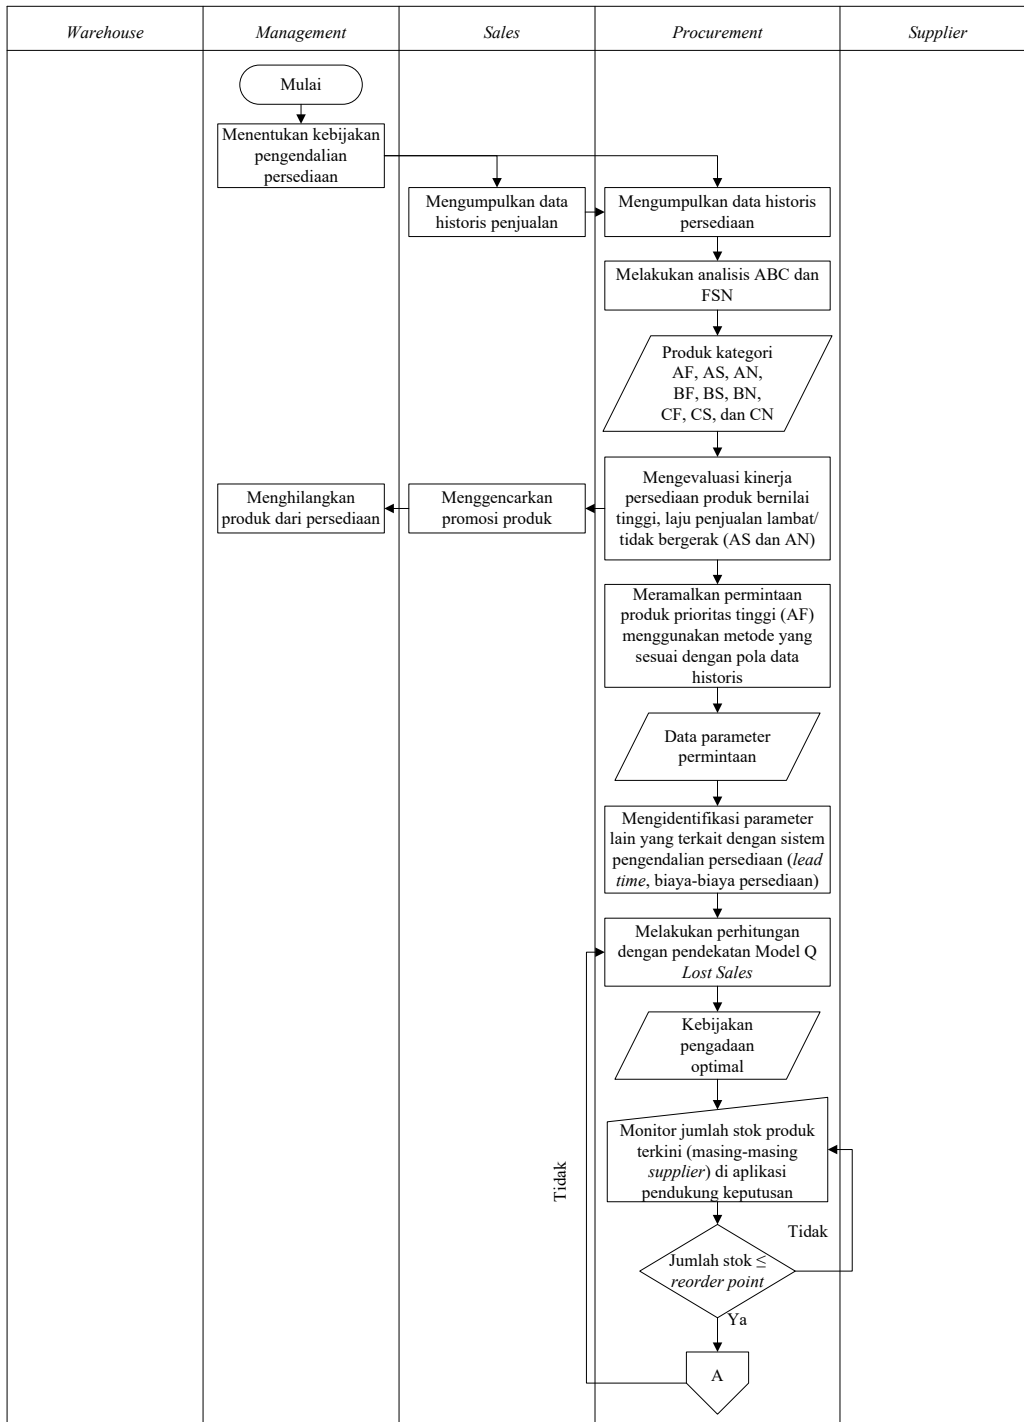 Warehouse
Management
Sales
Procurement
Supplier
Mulai
Menentukan kebijakan
pengendalian
persediaan
Mengumpulkan data
historis penjualan
Mengumpulkan data historis
persediaan
Melakukan analisis ABC dan
FSN
Produk kategori
AF, AS, AN,
BF, BS, BN,
CF, CS, dan CN
Mengevaluasi kinerja
persediaan produk bernilai
tinggi, laju penjualan lambat/
tidak bergerak (AS dan AN)
Menggencarkan
promosi produk
Menghilangkan
produk dari persediaan
Meramalkan permintaan
produk prioritas tinggi (AF)
menggunakan metode yang
sesuai dengan pola data
historis
Data parameter
permintaan
Mengidentifikasi parameter
lain yang terkait dengan sistem
pengendalian persediaan (lead
time, biaya-biaya persediaan)
Melakukan perhitungan
dengan pendekatan Model Q
Lost Sales
Kebijakan
pengadaan
optimal
Monitor jumlah stok produk
terkini (masing-masing
supplier) di aplikasi
pendukung keputusan
Tidak
Tidak
Jumlah stok ≤
reorder point
Ya
A